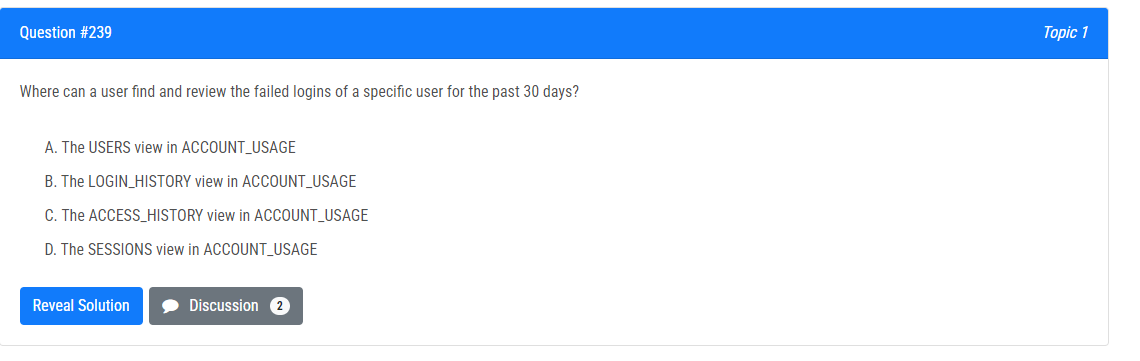 Question #239
Topic 1
Where can a user find and review the failed logins of a specific user for the past 30 days?
A. The USERS view in ACCOUNT_USAGE
B. The LOGIN_HISTORY view in ACCOUNT_USAGE
C. The ACCESS_HISTORY view in ACCOUNT_USAGE
D. The SESSIONS view in ACCOUNT_USAGE
Reveal Solution
Discussion 2